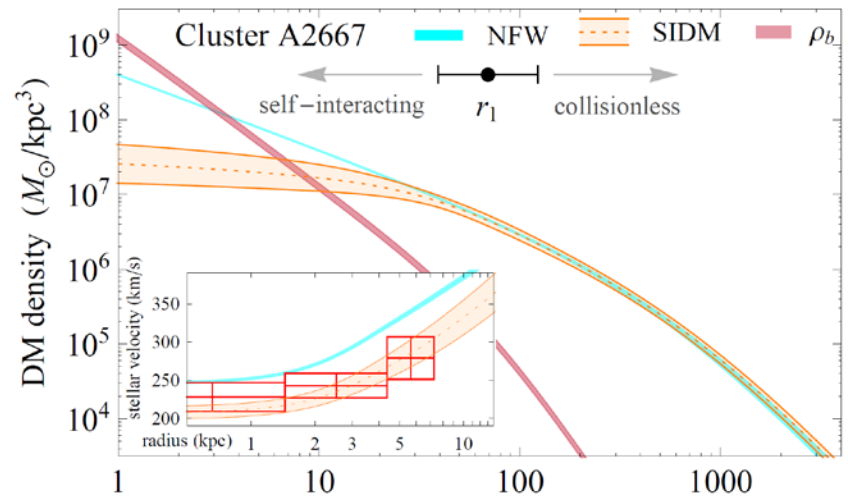 Cluster A2667 NFW SIDM ρ_b
self−interacting r_1 collisionless
DM density (M_⊙/kpc^3)
10^9
10^8
10^7
10^6
10^5
10^4
stellar velocity (km/s)
350
300
250
200
radius (kpc) 1 2 3 5 10
1 10 100 1000